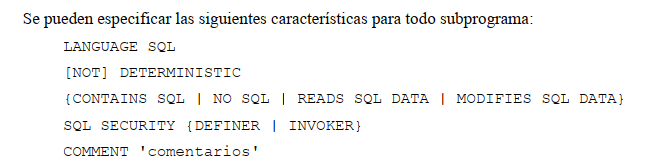 Se pueden especificar las siguientes características para todo subprograma:
LANGUAGE SQL
[NOT] DETERMINISTIC
{CONTAINS SQL | NO SQL | READS SQL DATA | MODIFIES SQL DATA}
SQL SECURITY {DEFINER | INVOKER}
COMMENT 'comentarios'